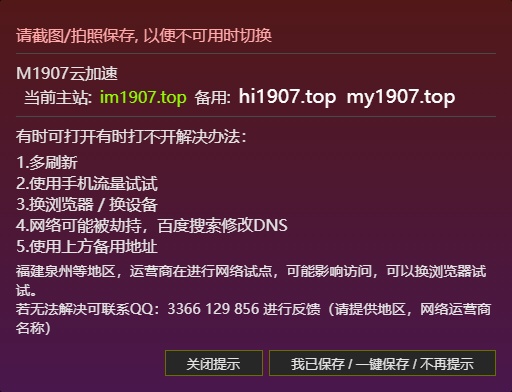 请截图/拍照保存, 以便不可用时切换
M1907云加速
当前主站: im1907.top 备用: hi1907.top my1907.top
有时可打开有时打不开解决办法：
1.多刷新
2.使用手机流量试试
3.换浏览器 / 换设备
4.网络可能被劫持，百度搜索修改DNS
5.使用上方备用地址
福建泉州等地区，运营商在进行网络试点，可能影响访问，可以换浏览器试
试。
若无法解决可联系QQ：3366 129 856 进行反馈（请提供地区，网络运营商
名称）
关闭提示 我已保存 / 一键保存 / 不再提示